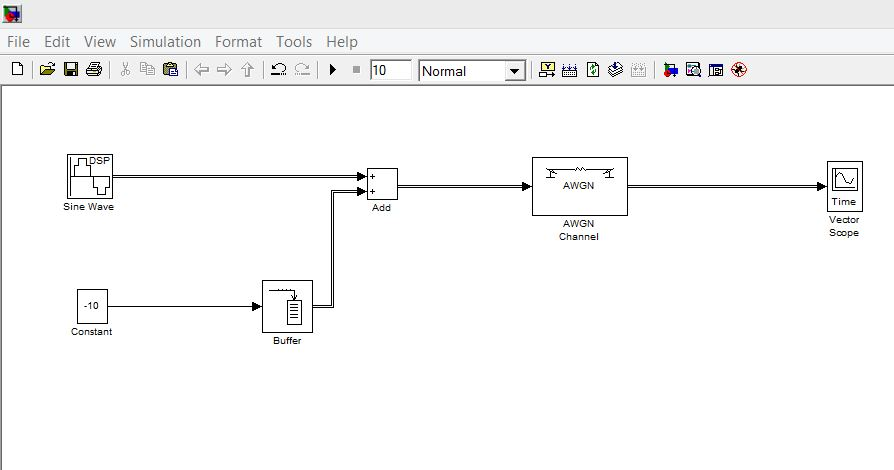 File Edit View Simulation Format Tools Help
10 Normal
DSP
Sine Wave
+
+
Add
AWGN
AWGN
Channel
Time
Vector
Scope
-10
Constant
Buffer